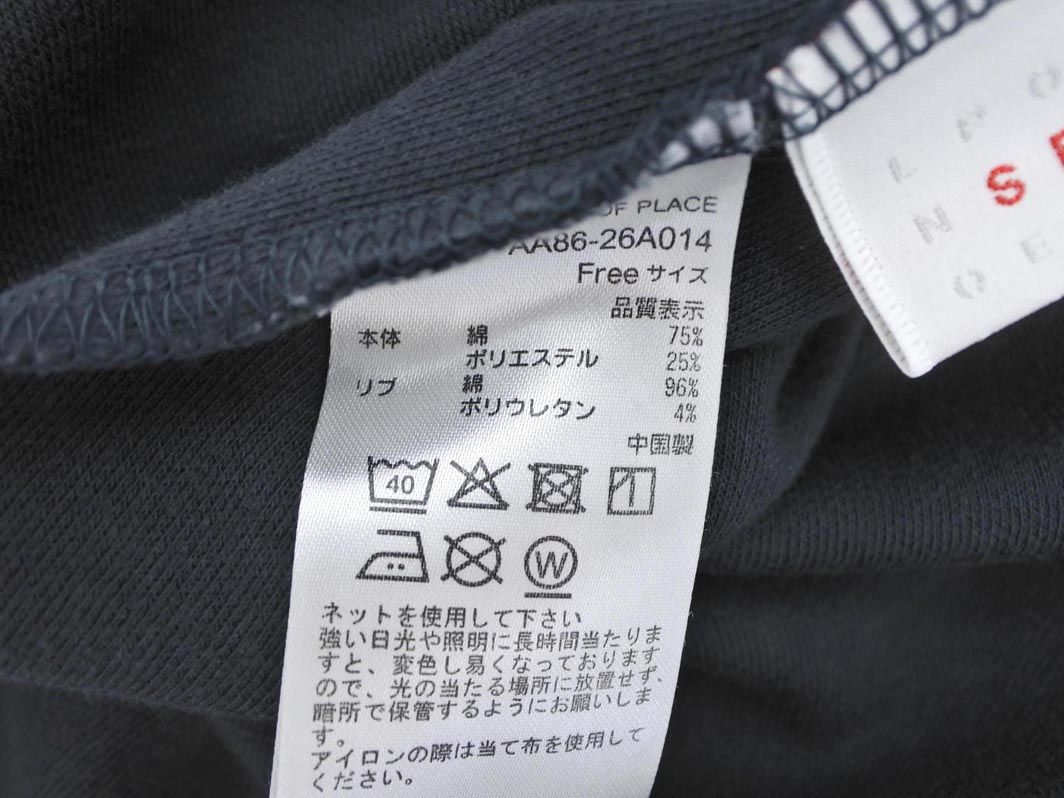 OF PLACE
AA86-26A014
Freeサイズ
品質表示
本体 綿 75%
ポリエステル 25%
リブ 綿 96%
ポリウレタン 4%
中国製
40
W
ネットを使用して下さい
強い日光や照明に長時間当たりま
すと、変色し易くなっております
ので、光の当たる場所に放置せず、
暗所で保管するようにお願いしま
す。
アイロンの際は当て布を使用して
ください。
S